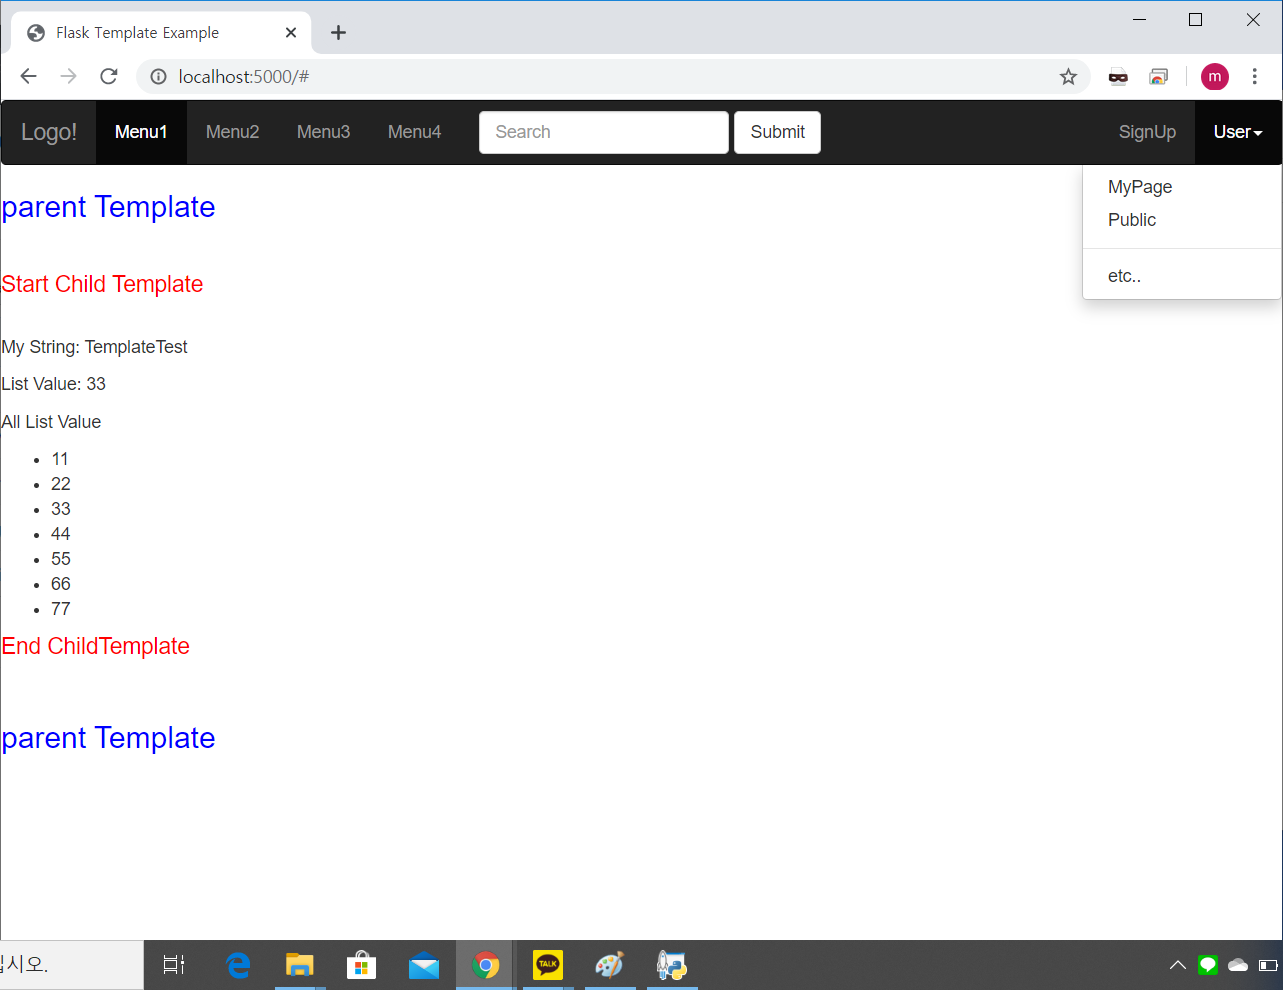 Flask Template Example
localhost:5000/#
m
Logo! Menu1 Menu2 Menu3 Menu4 Search Submit SignUp User
MyPage
Public
etc..
parent Template
Start Child Template
My String: TemplateTest
List Value: 33
All List Value
11
22
33
44
55
66
77
End ChildTemplate
parent Template
십시오.
TALK